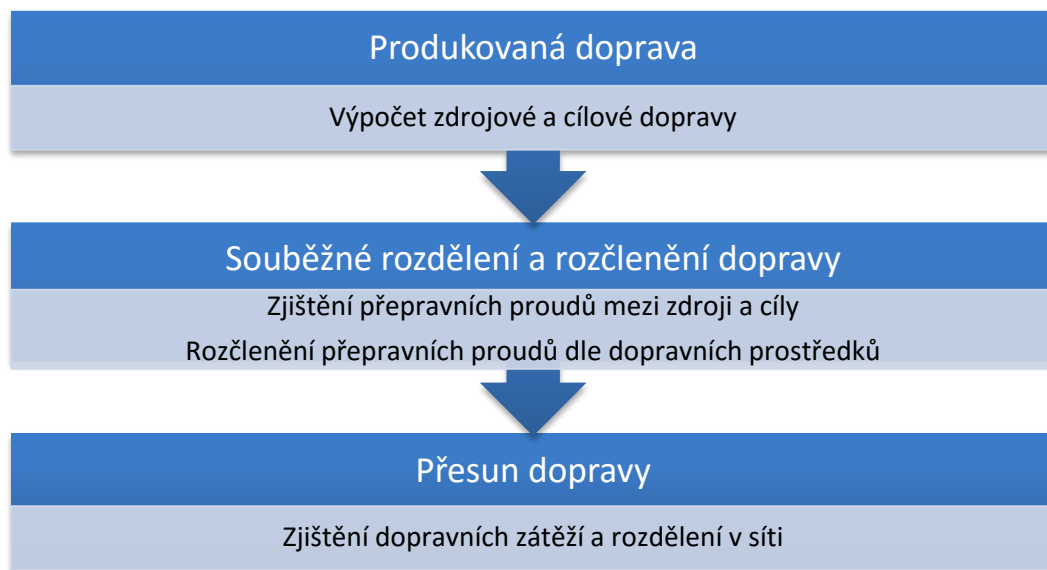 Produkovaná doprava
Výpočet zdrojové a cílové dopravy
Souběžné rozdělení a rozčlenění dopravy
Zjištění přepravních proudů mezi zdroji a cíly
Rozčlenění přepravních proudů dle dopravních prostředků
Přesun dopravy
Zjištění dopravních zátěží a rozdělení v síti